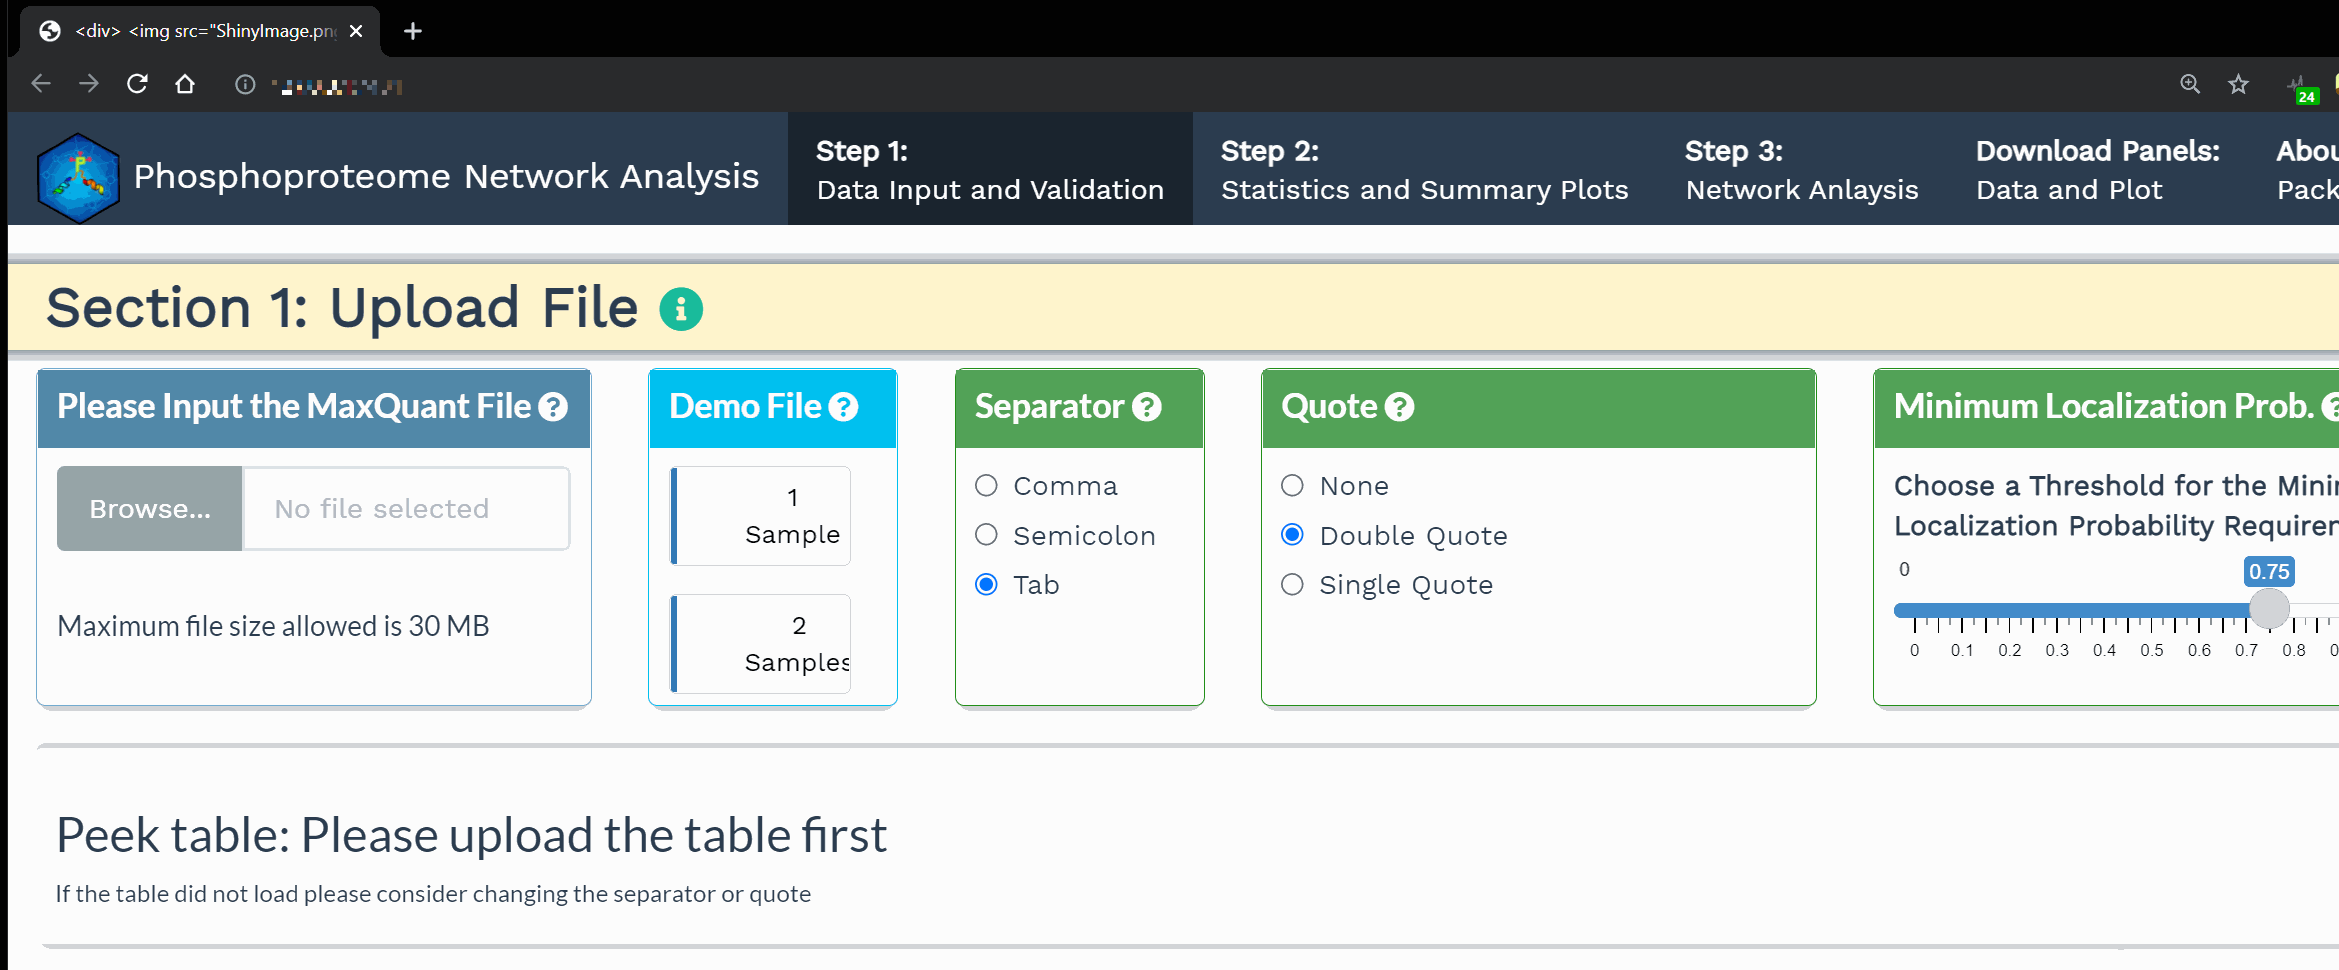 <div> <img src="ShinyImage.png
24
Phosphoproteome Network Analysis
Step 1:
Data Input and Validation
Step 2:
Statistics and Summary Plots
Step 3:
Network Anlaysis
Download Panels:
Data and Plot
Abou
Pack
Section 1: Upload File
Please Input the MaxQuant File
Browse...
No file selected
Maximum file size allowed is 30 MB
Demo File
1
Sample
2
Samples
Separator
Comma
Semicolon
Tab
Quote
None
Double Quote
Single Quote
Minimum Localization Prob.
Choose a Threshold for the Mini
Localization Probability Requirem
0
0.75
0 0.1 0.2 0.3 0.4 0.5 0.6 0.7 0.8 0
Peek table: Please upload the table first
If the table did not load please consider changing the separator or quote